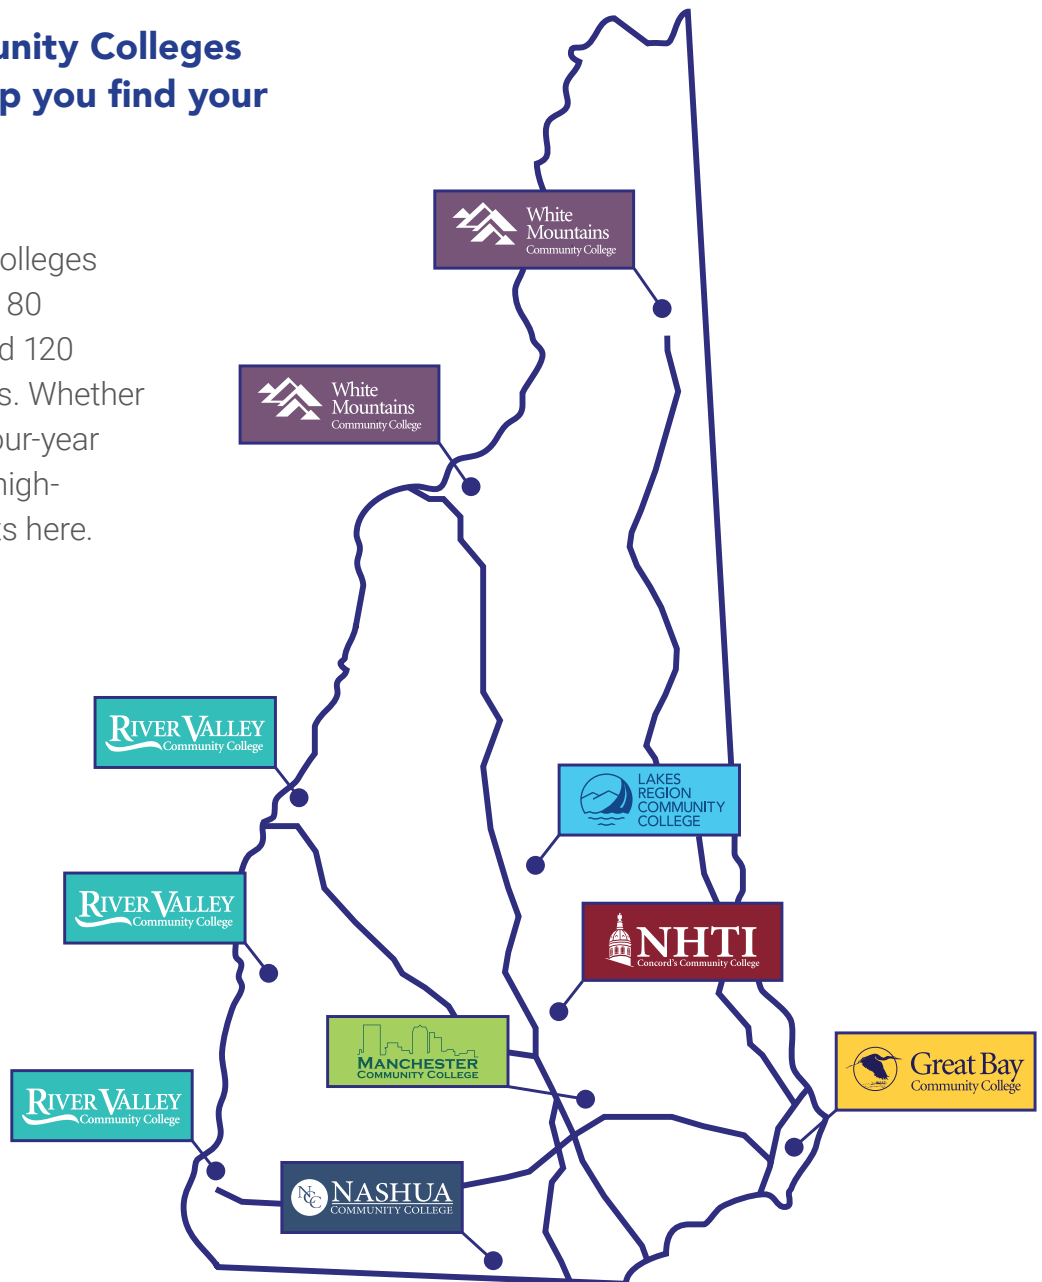 unity Colleges
p you find your
olleges
80
d 120
s. Whether
our-year
high-
ts here.
White
Mountains
Community College
White
Mountains
Community College
RIVER VALLEY
Community College
LAKES
REGION
COMMUNITY
COLLEGE
RIVER VALLEY
Community College
NHTI
Concord's Community College
MANCHESTER
COMMUNITY COLLEGE
Great Bay
Community College
RIVER VALLEY
Community College
NCC
NASHUA
COMMUNITY COLLEGE